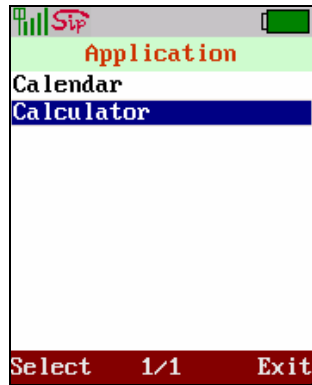 Sip
Application
Calendar
Calculator
Select 1/1 Exit